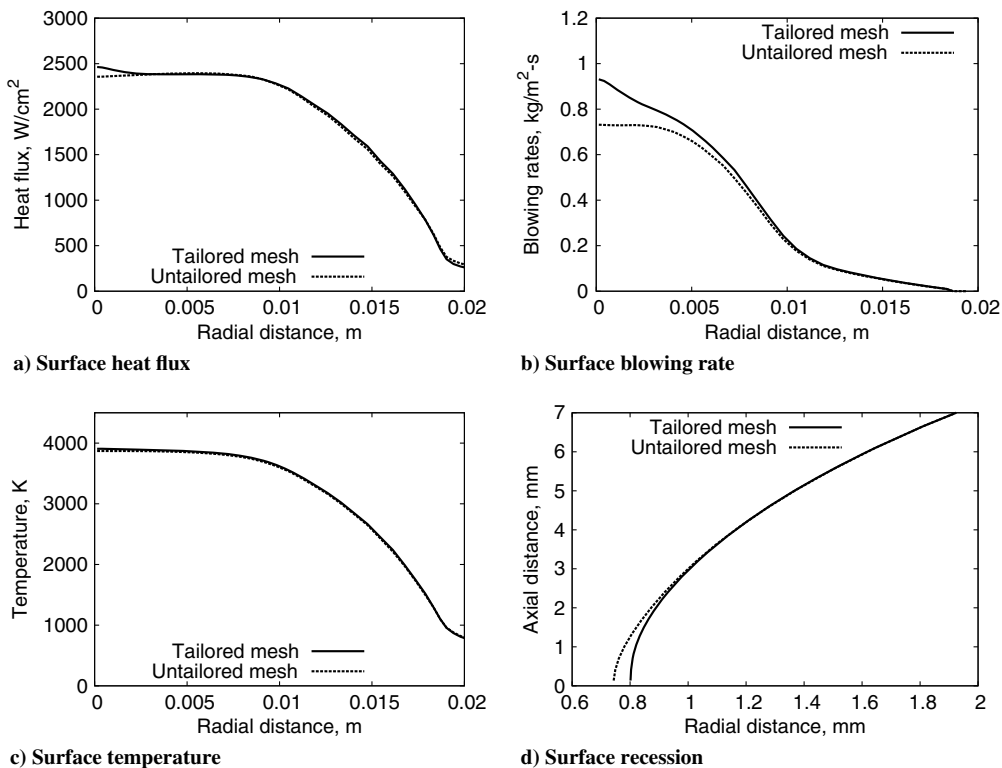 3000
2500
2000
1500
1000
500
0
Heat flux, W/cm²
Tailored mesh
Untailored mesh
0 0.005 0.01 0.015 0.02
Radial distance, m
a) Surface heat flux
1.2
1
0.8
0.6
0.4
0.2
0
Blowing rates, kg/m²-s
Tailored mesh
Untailored mesh
0 0.005 0.01 0.015 0.02
Radial distance, m
b) Surface blowing rate
4000
3000
2000
1000
0
Temperature, K
Tailored mesh
Untailored mesh
0 0.005 0.01 0.015 0.02
Radial distance, m
c) Surface temperature
7
6
5
4
3
2
1
0
Axial distance, mm
Tailored mesh
Untailored mesh
0.6 0.8 1 1.2 1.4 1.6 1.8 2
Radial distance, mm
d) Surface recession